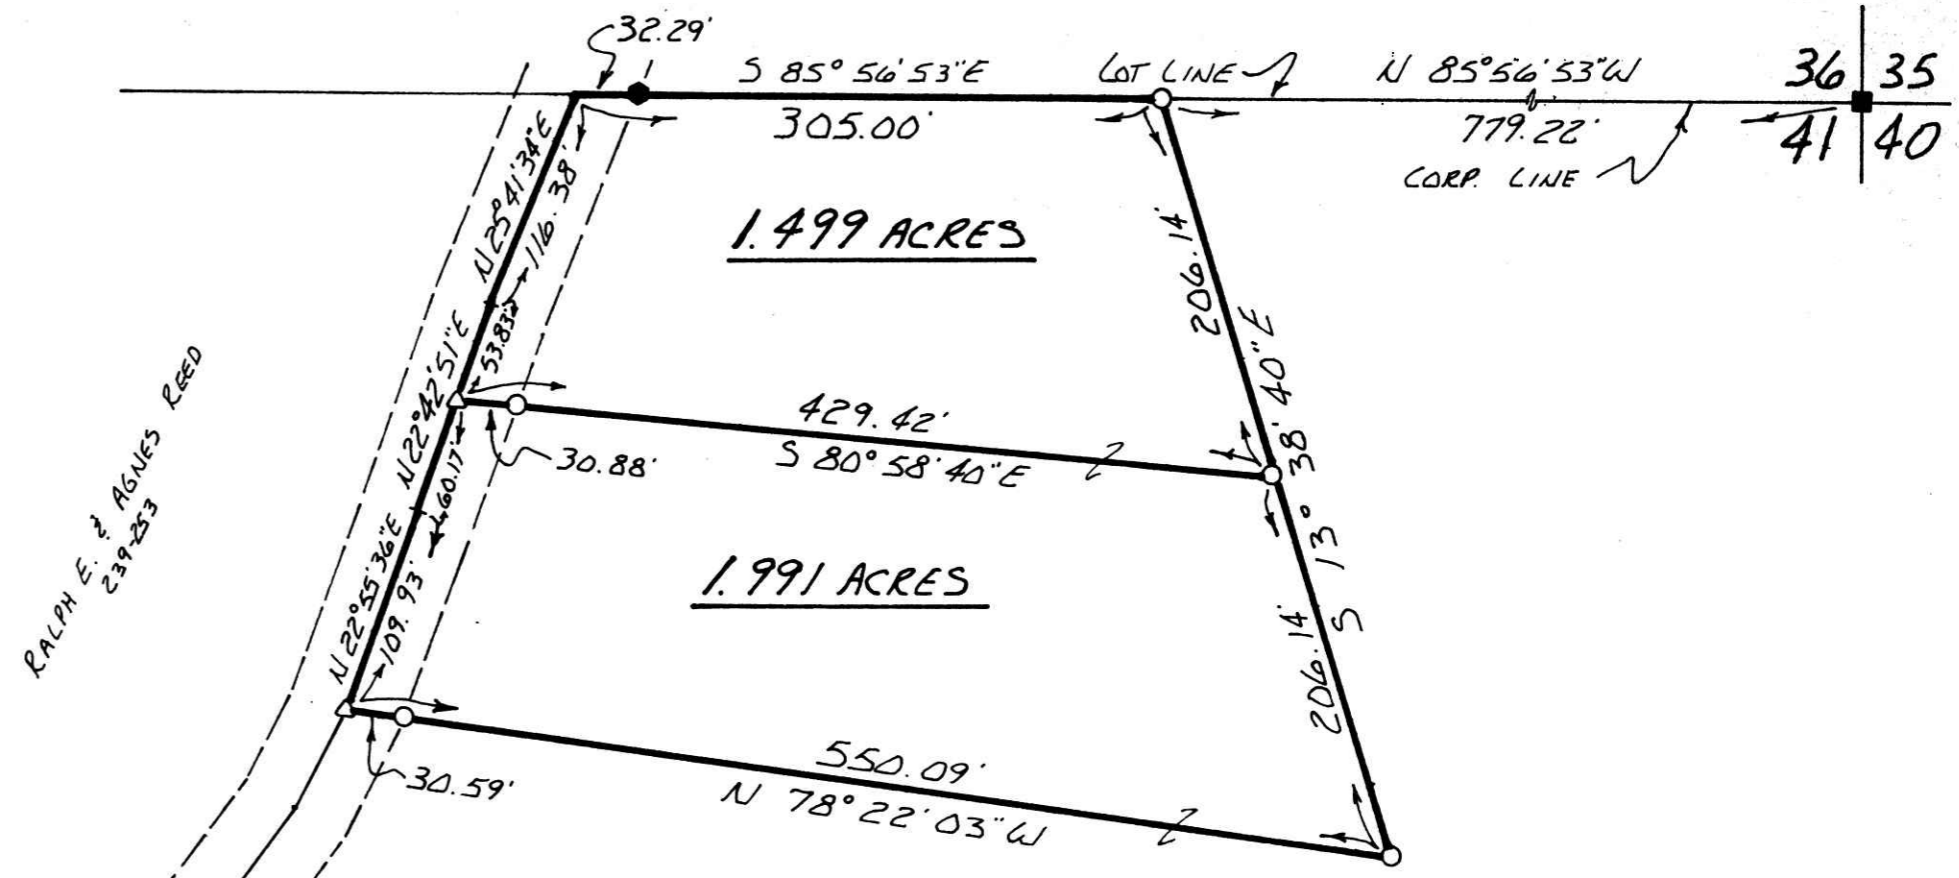 32.29'
S 85° 56' 53" E
LOT LINE
N 85° 56' 53" W
36 35
305.00'
779.22'
41 40
CORP. LINE
N 25° 41' 34" E
116.38'
1.499 ACRES
206.14'
N 22° 42' 51" E
53.83'
429.42'
S 80° 58' 40" E
30.88'
S 13° 38' 40" E
RALPH E. & AGNES REED
239-253
60.17'
N 22° 55' 36" E
109.93'
1.991 ACRES
206.14'
550.09'
N 78° 22' 03" W
30.59'